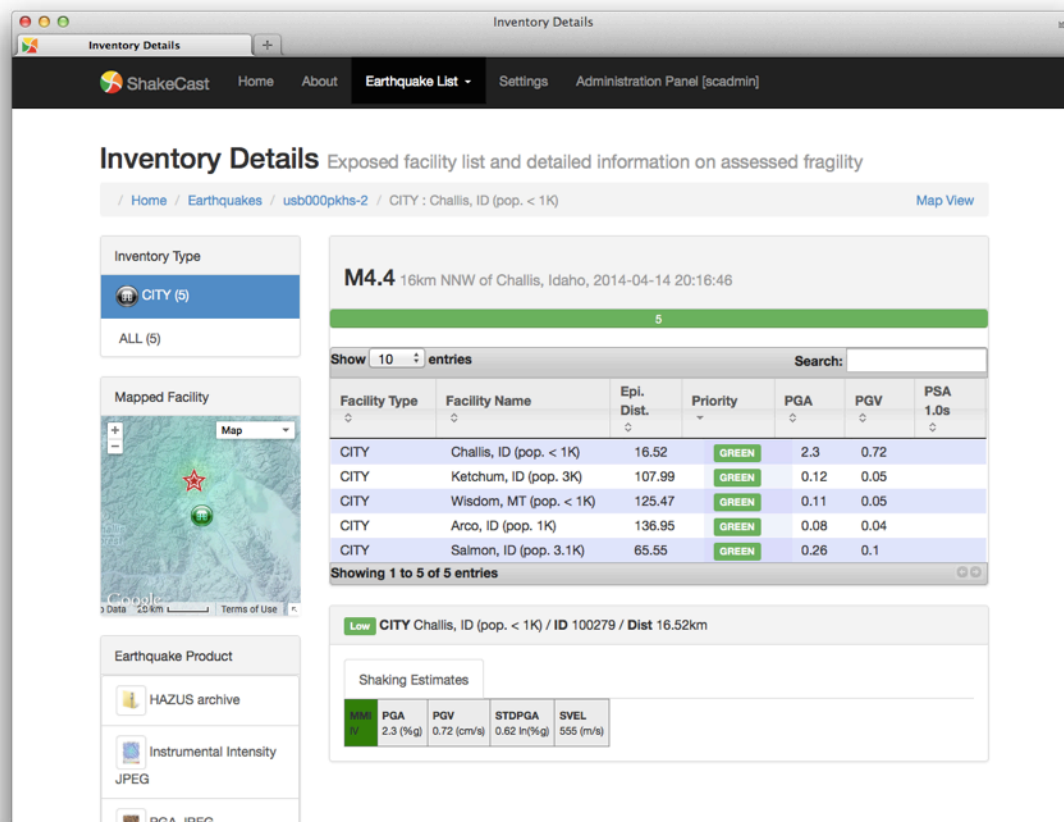 Inventory Details
Inventory Details
ShakeCast Home About Earthquake List Settings Administration Panel [scadmin]
Inventory Details Exposed facility list and detailed information on assessed fragility
/ Home / Earthquakes / usb000pkhs-2 / CITY : Challis, ID (pop. < 1K) Map View
Inventory Type
CITY (5)
ALL (5)
Mapped Facility
+
−
Map
Google
Data 20 km Terms of Use
Earthquake Product
HAZUS archive
Instrumental Intensity
JPEG
PGA JPEG
M4.4 16km NNW of Challis, Idaho, 2014-04-14 20:16:46
5
Show 10 entries Search:
Facility Type Facility Name Epi. Dist. Priority PGA PGV PSA 1.0s
CITY Challis, ID (pop. < 1K) 16.52 GREEN 2.3 0.72
CITY Ketchum, ID (pop. 3K) 107.99 GREEN 0.12 0.05
CITY Wisdom, MT (pop. < 1K) 125.47 GREEN 0.11 0.05
CITY Arco, ID (pop. 1K) 136.95 GREEN 0.08 0.04
CITY Salmon, ID (pop. 3.1K) 65.55 GREEN 0.26 0.1
Showing 1 to 5 of 5 entries
Low CITY Challis, ID (pop. < 1K) / ID 100279 / Dist 16.52km
Shaking Estimates
MMI PGA PGV STDPGA SVEL
IV 2.3 (%g) 0.72 (cm/s) 0.62 ln(%g) 555 (m/s)